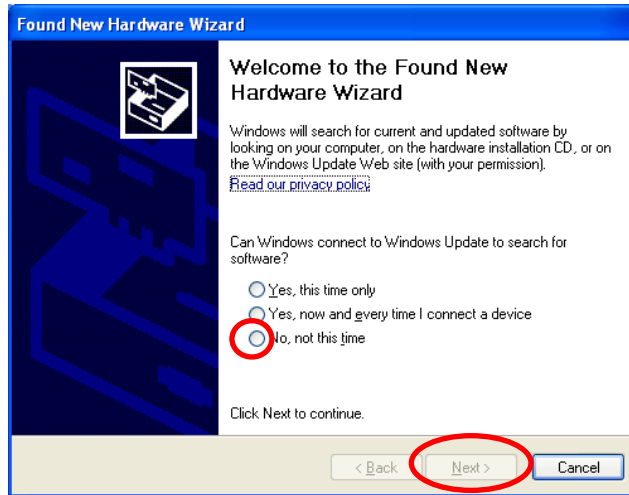 Found New Hardware Wizard
Welcome to the Found New
Hardware Wizard
Windows will search for current and updated software by
looking on your computer, on the hardware installation CD, or on
the Windows Update Web site (with your permission).
Read our privacy policy
Can Windows connect to Windows Update to search for
software?
Yes, this time only
Yes, now and every time I connect a device
No, not this time
Click Next to continue.
< Back Next > Cancel